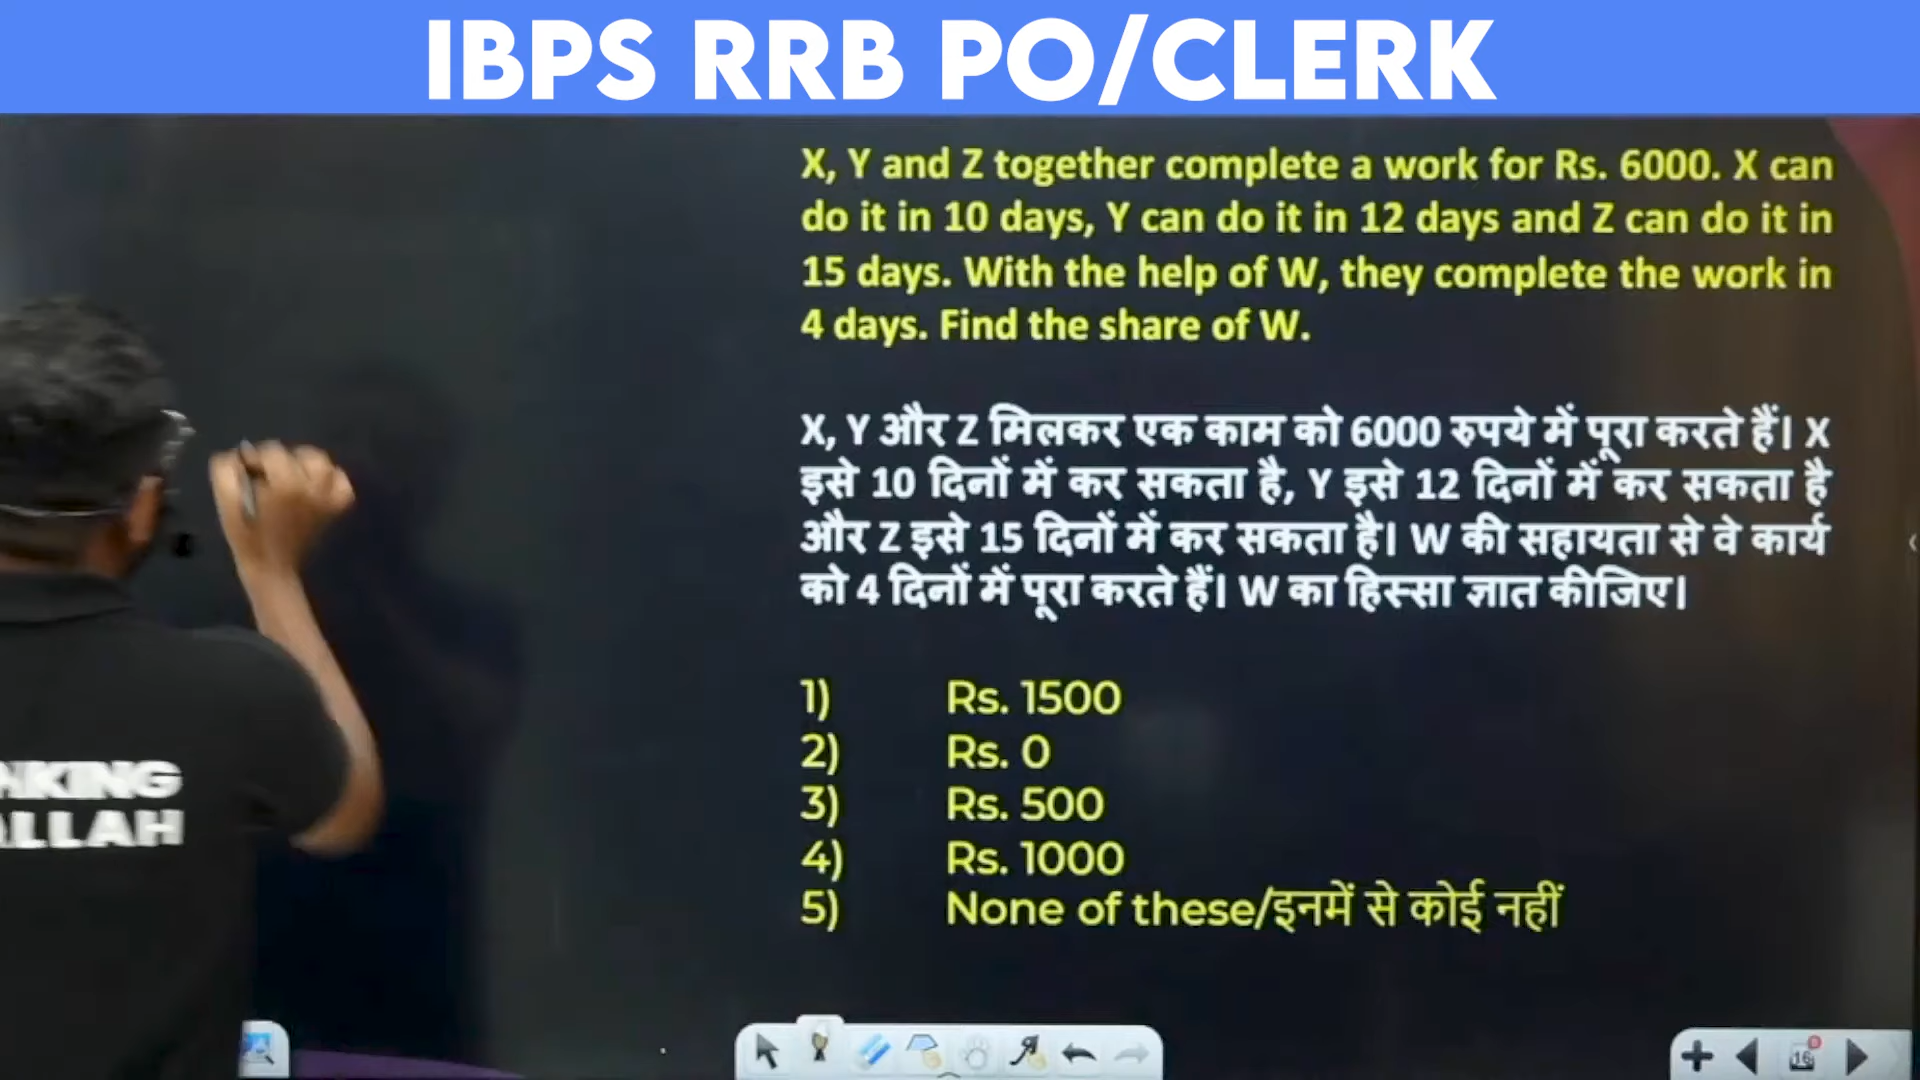 IBPS RRB PO/CLERK
X, Y and Z together complete a work for Rs. 6000. X can
do it in 10 days, Y can do it in 12 days and Z can do it in
15 days. With the help of W, they complete the work in
4 days. Find the share of W.
X, Y और Z मिलकर एक काम को 6000 रुपये में पूरा करते हैं। X
इसे 10 दिनों में कर सकता है, Y इसे 12 दिनों में कर सकता है
और Z इसे 15 दिनों में कर सकता है। W की सहायता से वे कार्य
को 4 दिनों में पूरा करते हैं। W का हिस्सा ज्ञात कीजिए।
1) Rs. 1500
2) Rs. 0
3) Rs. 500
4) Rs. 1000
5) None of these/इनमें से कोई नहीं
16